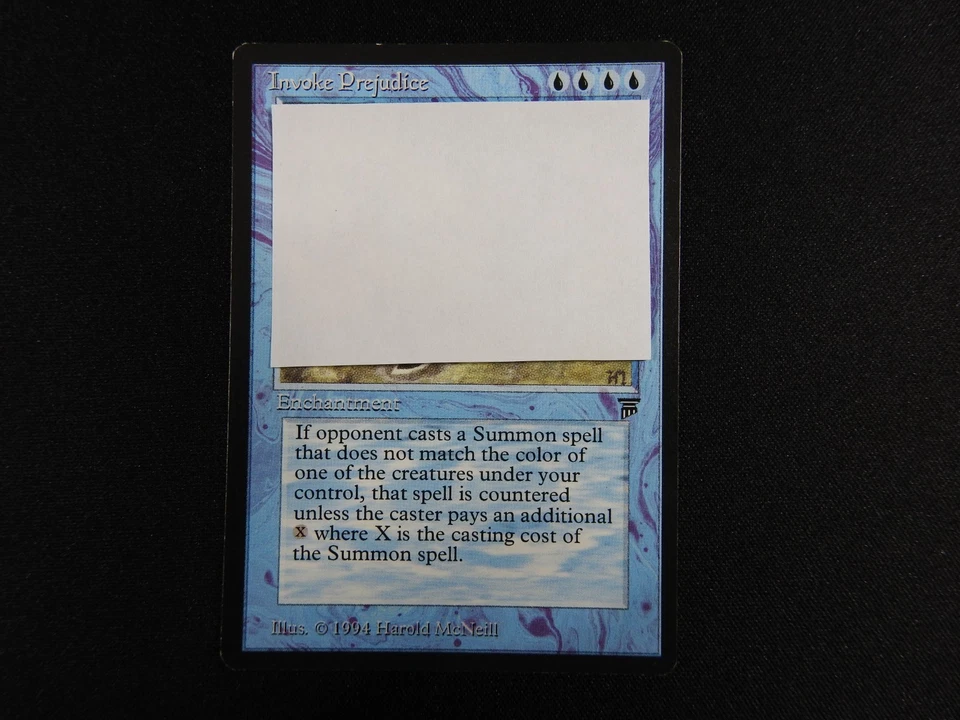 Invoke Prejudice
Enchantment
If opponent casts a Summon spell
that does not match the color of
one of the creatures under your
control, that spell is countered
unless the caster pays an additional
X where X is the casting cost of
the Summon spell.
Illus. © 1994 Harold McNeill